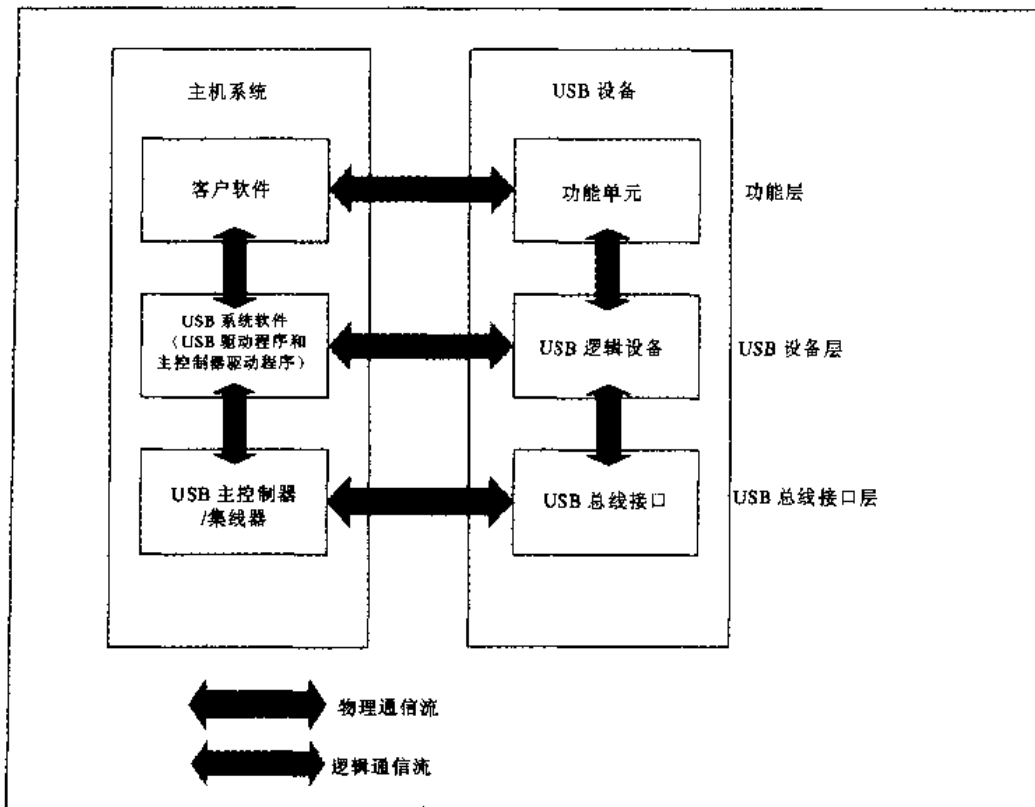 主机系统
USB 设备
客户软件
功能单元
功能层
USB 系统软件
（USB 驱动程序和
主控制器驱动程序）
USB 逻辑设备
USB 设备层
USB 主控制器
/集线器
USB 总线接口
USB 总线接口层
物理通信流
逻辑通信流